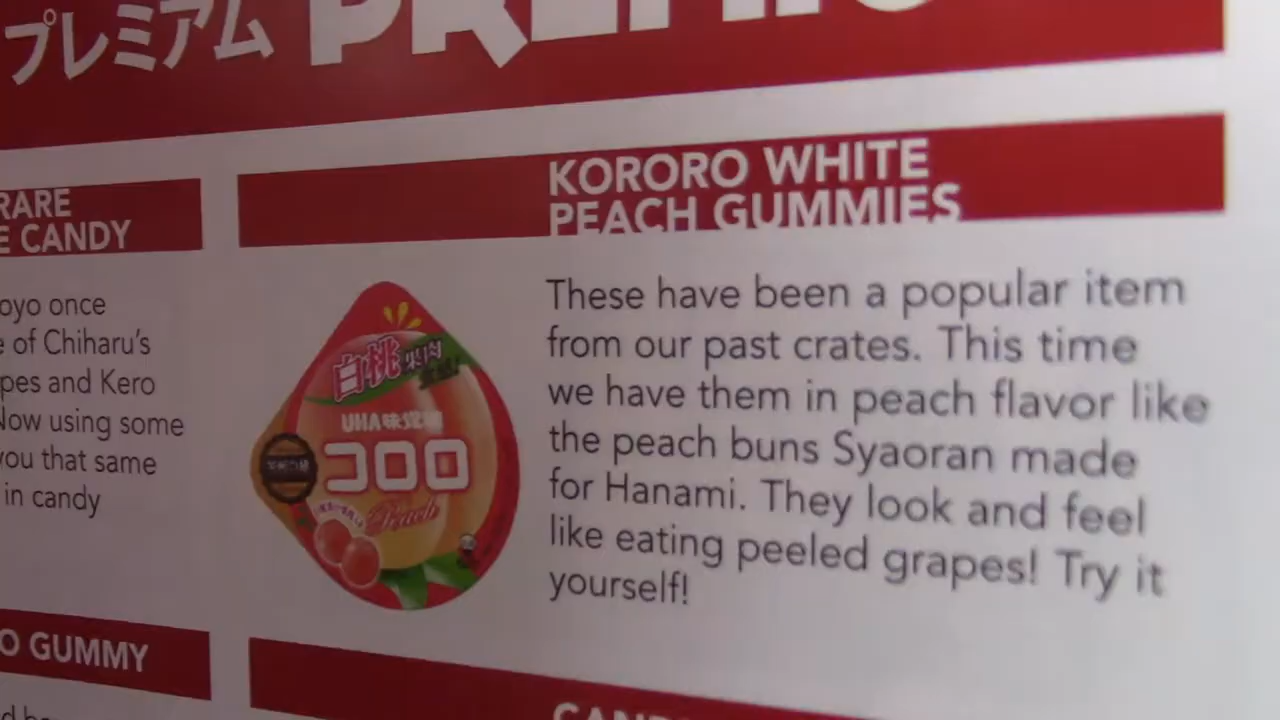 プレミアム
RARE
CANDY
once
of Chiharu's
and Kero
using some
you that same
in candy
GUMMY
KORORO WHITE
PEACH GUMMIES
白桃果肉
UHA味覚糖
コロロ
Peach
These have been a popular item
from our past crates. This time
we have them in peach flavor like
the peach buns Syaoran made
for Hanami. They look and feel
like eating peeled grapes! Try it
yourself!